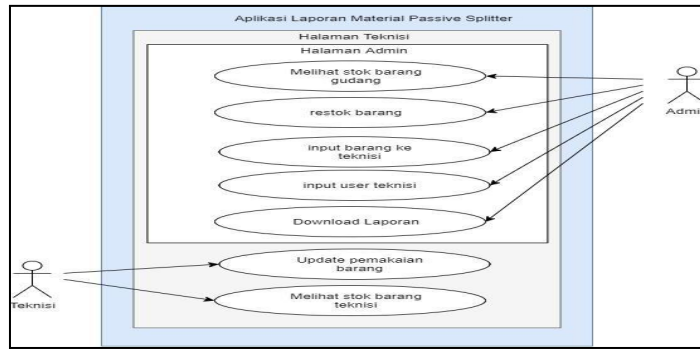 Aplikasi Laporan Material Passive Splitter
Halaman Teknisi
Halaman Admin
Melihat stok barang
gudang
restok barang
input barang ke
teknisi
input user teknisi
Download Laporan
Update pemakaian
barang
Melihat stok barang
teknisi
Admi
Teknisi